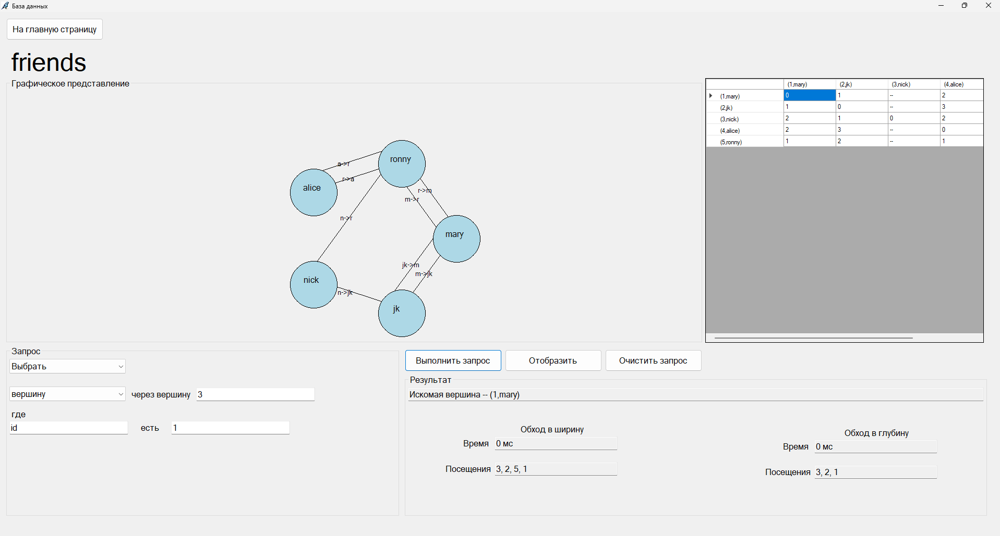 База данных
На главную страницу
friends
Графическое представление
ronny
alice
mary
nick
jk
a->r
r->a
n->r
r->m
m->r
jk->m
m->jk
n->jk
(1,mary) (2,jk) (3,nick) (4,alice)
(1,mary) 0 1 -- 2
(2,jk) 1 0 -- 3
(3,nick) 2 1 0 2
(4,alice) 2 3 -- 0
(5,ronny) 1 2 -- 1
Запрос
Выбрать
вершину через вершину 3
где
id есть 1
Выполнить запрос Отобразить Очистить запрос
Результат
Искомая вершина -- (1,mary)
Обход в ширину
Время 0 мс
Посещения 3, 2, 5, 1
Обход в глубину
Время 0 мс
Посещения 3, 2, 1